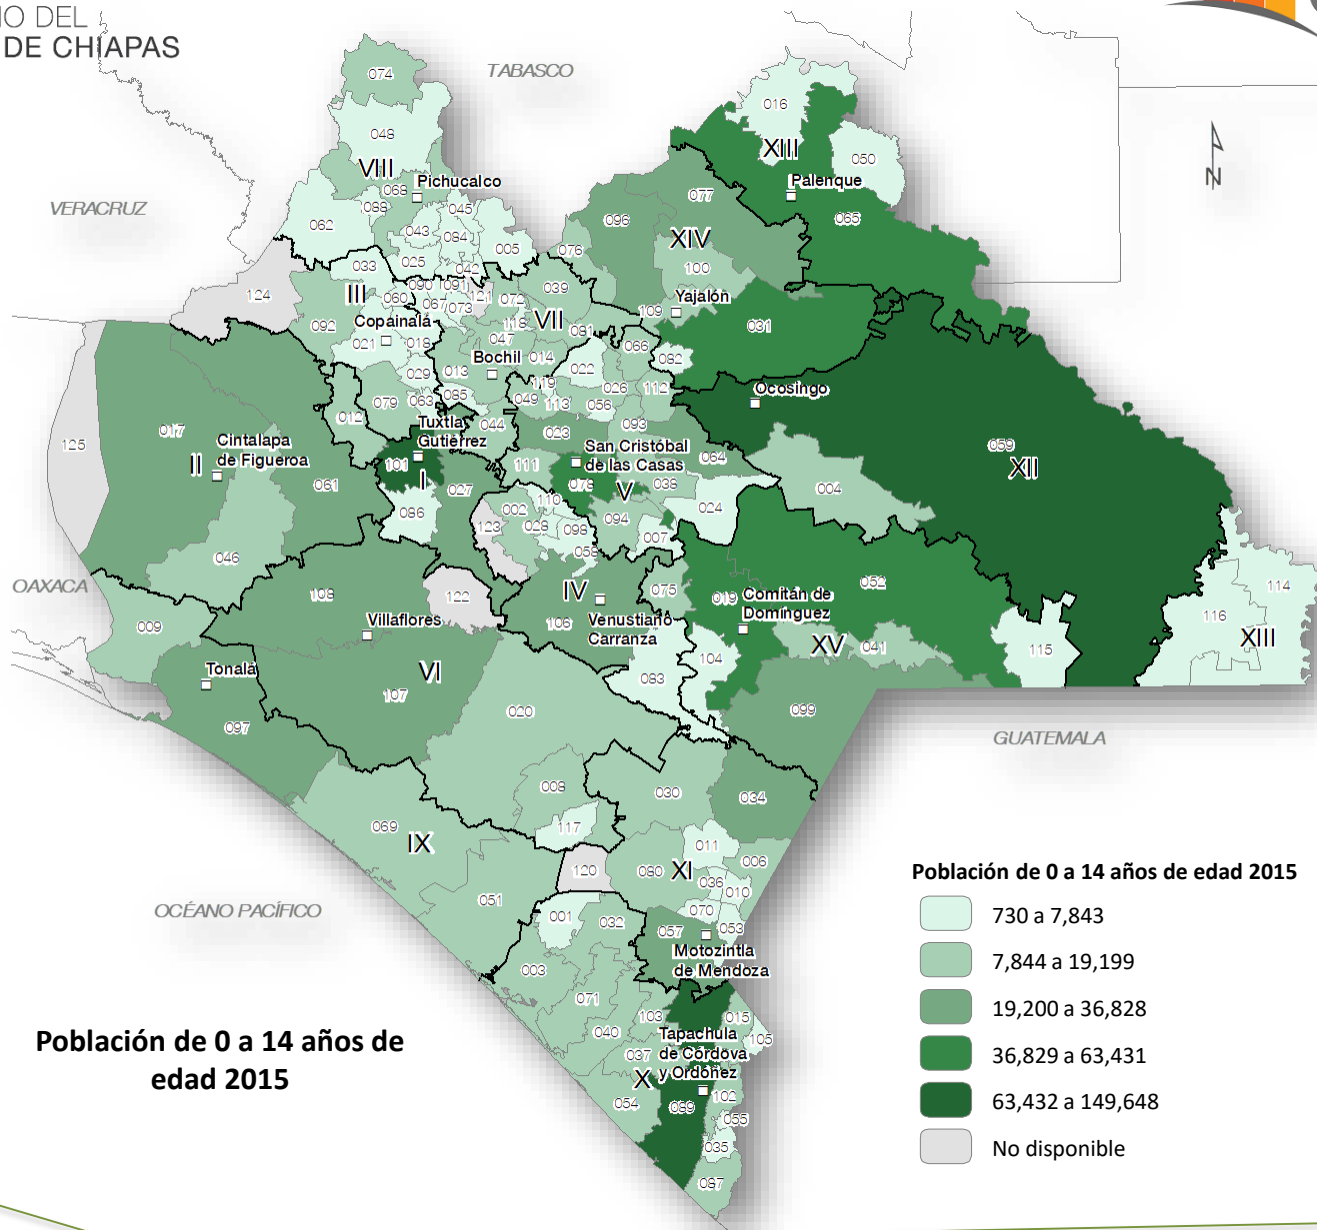 IO DEL
DE CHIAPAS
TABASCO
074
016
048
XIII
050
VIII
Palenque
Pichucalco
068
077
VERACRUZ
088
045
096
065
062
043
084
XIV
005
076
025
042
100
033
090
091
039
124
III
060
121
072
Yajalón
067
073
109
092
Copainalá
118
VII
031
081
021
018
047
066
Bochil
014
082
029
013
022
119
026
112
Ocosingo
079
063
085
049
113
056
012
Tuxtla
Gutiérrez
044
093
017
023
125
Cintalapa
de Figueroa
San Cristóbal
de las Casas
059
XII
II
101
111
064
061
I
027
078
V
038
004
002
110
086
123
028
098
094
024
007
046
058
OAXACA
108
IV
075
052
114
122
019
Comitán de
Domínguez
009
Villaflores
106
Venustiano
Carranza
116
XIII
XV
041
115
104
Tonalá
VI
083
107
020
099
097
GUATEMALA
N
008
030
034
069
117
IX
011
006
120
080
XI
036
010
051
OCÉANO PACÍFICO
001
070
032
057
053
Motozintla
de Mendoza
003
071
103
015
040
Tapachula
de Córdova
y Ordóñez
105
037
X
054
089
102
055
035
087
Población de 0 a 14 años de
edad 2015
Población de 0 a 14 años de edad 2015
730 a 7,843
7,844 a 19,199
19,200 a 36,828
36,829 a 63,431
63,432 a 149,648
No disponible